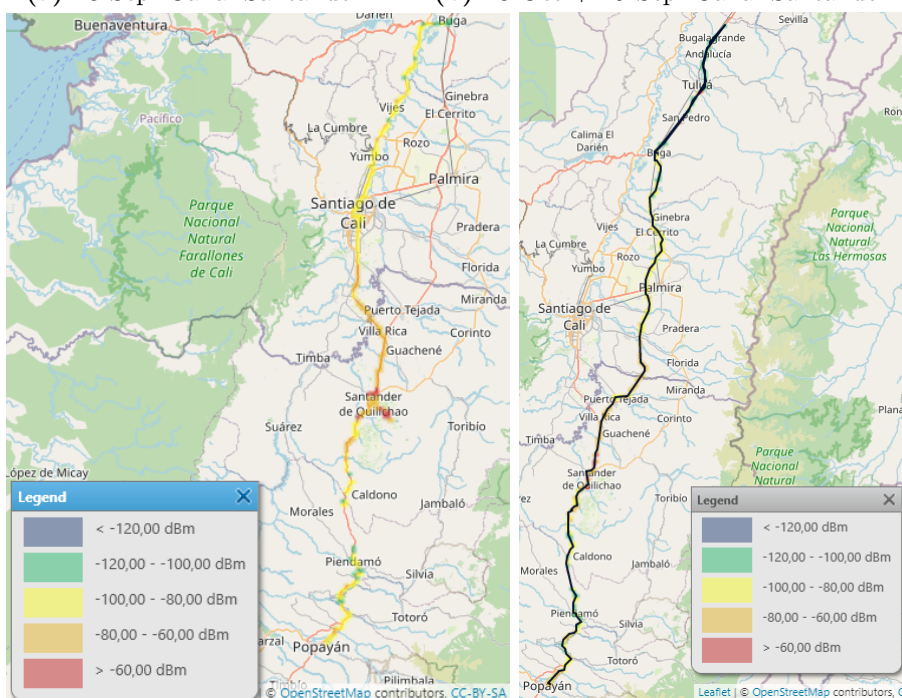 Buenaventura
Darién
Buga
Vijes
Ginebra
El Cerrito
La Cumbre
Rozo
Yumbo
Pacifico
Palmira
Santiago de
Cali
Parque
Nacional
Natural
Farallones
de Cali
Pradera
Florida
Miranda
Puerto Tejada
Villa Rica
Corinto
Timba
Guachené
Santander
de Quilichao
Suárez
Toribío
López de Micay
Caldono
Morales
Jambaló
Piendamó
Silvia
Totoró
Popayán
Timbío
Pilimbala
Legend
< -120,00 dBm
-120,00 - -100,00 dBm
-100,00 - -80,00 dBm
-80,00 - -60,00 dBm
> -60,00 dBm
© OpenStreetMap contributors, CC-BY-SA
Sevilla
Bugalagrande
Andalucía
Tuluá
San Pedro
Calima El
Darién
Buga
Ginebra
El Cerrito
Vijes
La Cumbre
Rozo
Yumbo
Palmira
Parque
Nacional
Natural
Las Hermosas
Santiago de
Cali
Pradera
Florida
Miranda
Puerto Tejada
Villa Rica
Corinto
Guachené
Timba
Parque
Nacional
Natural
Santander
de Quilichao
Toribío
Caldono
Morales
Jambaló
Piendamó
Silvia
Totoró
Popayán
Legend
< -120,00 dBm
-120,00 - -100,00 dBm
-100,00 - -80,00 dBm
-80,00 - -60,00 dBm
> -60,00 dBm
Leaflet | © OpenStreetMap contributors,